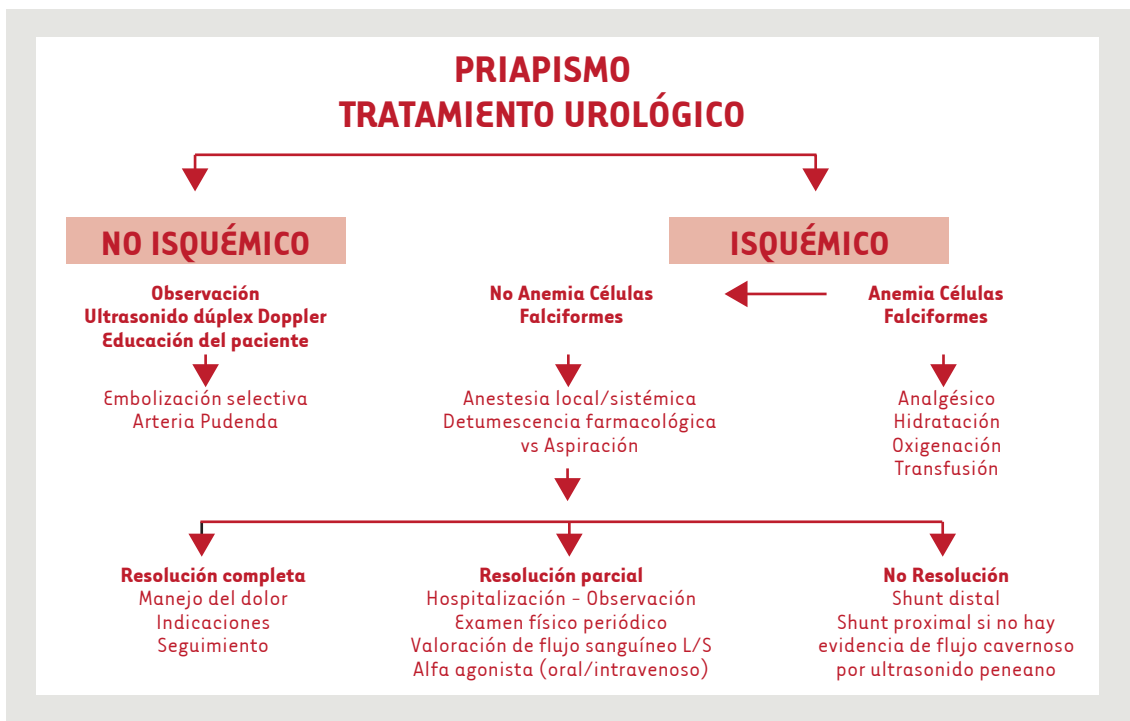 PRIAPISMO
TRATAMIENTO UROLÓGICO
NO ISQUÉMICO
ISQUÉMICO
Observación
Ultrasonido dúplex Doppler
Educación del paciente
No Anemia Células
Falciformes
Anemia Células
Falciformes
Embolización selectiva
Arteria Pudenda
Anestesia local/sistémica
Detumescencia farmacológica
vs Aspiración
Analgésico
Hidratación
Oxigenación
Transfusión
Resolución completa
Manejo del dolor
Indicaciones
Seguimiento
Resolución parcial
Hospitalización - Observación
Examen físico periódico
Valoración de flujo sanguíneo L/S
Alfa agonista (oral/intravenoso)
No Resolución
Shunt distal
Shunt proximal si no hay
evidencia de flujo cavernoso
por ultrasonido peneano